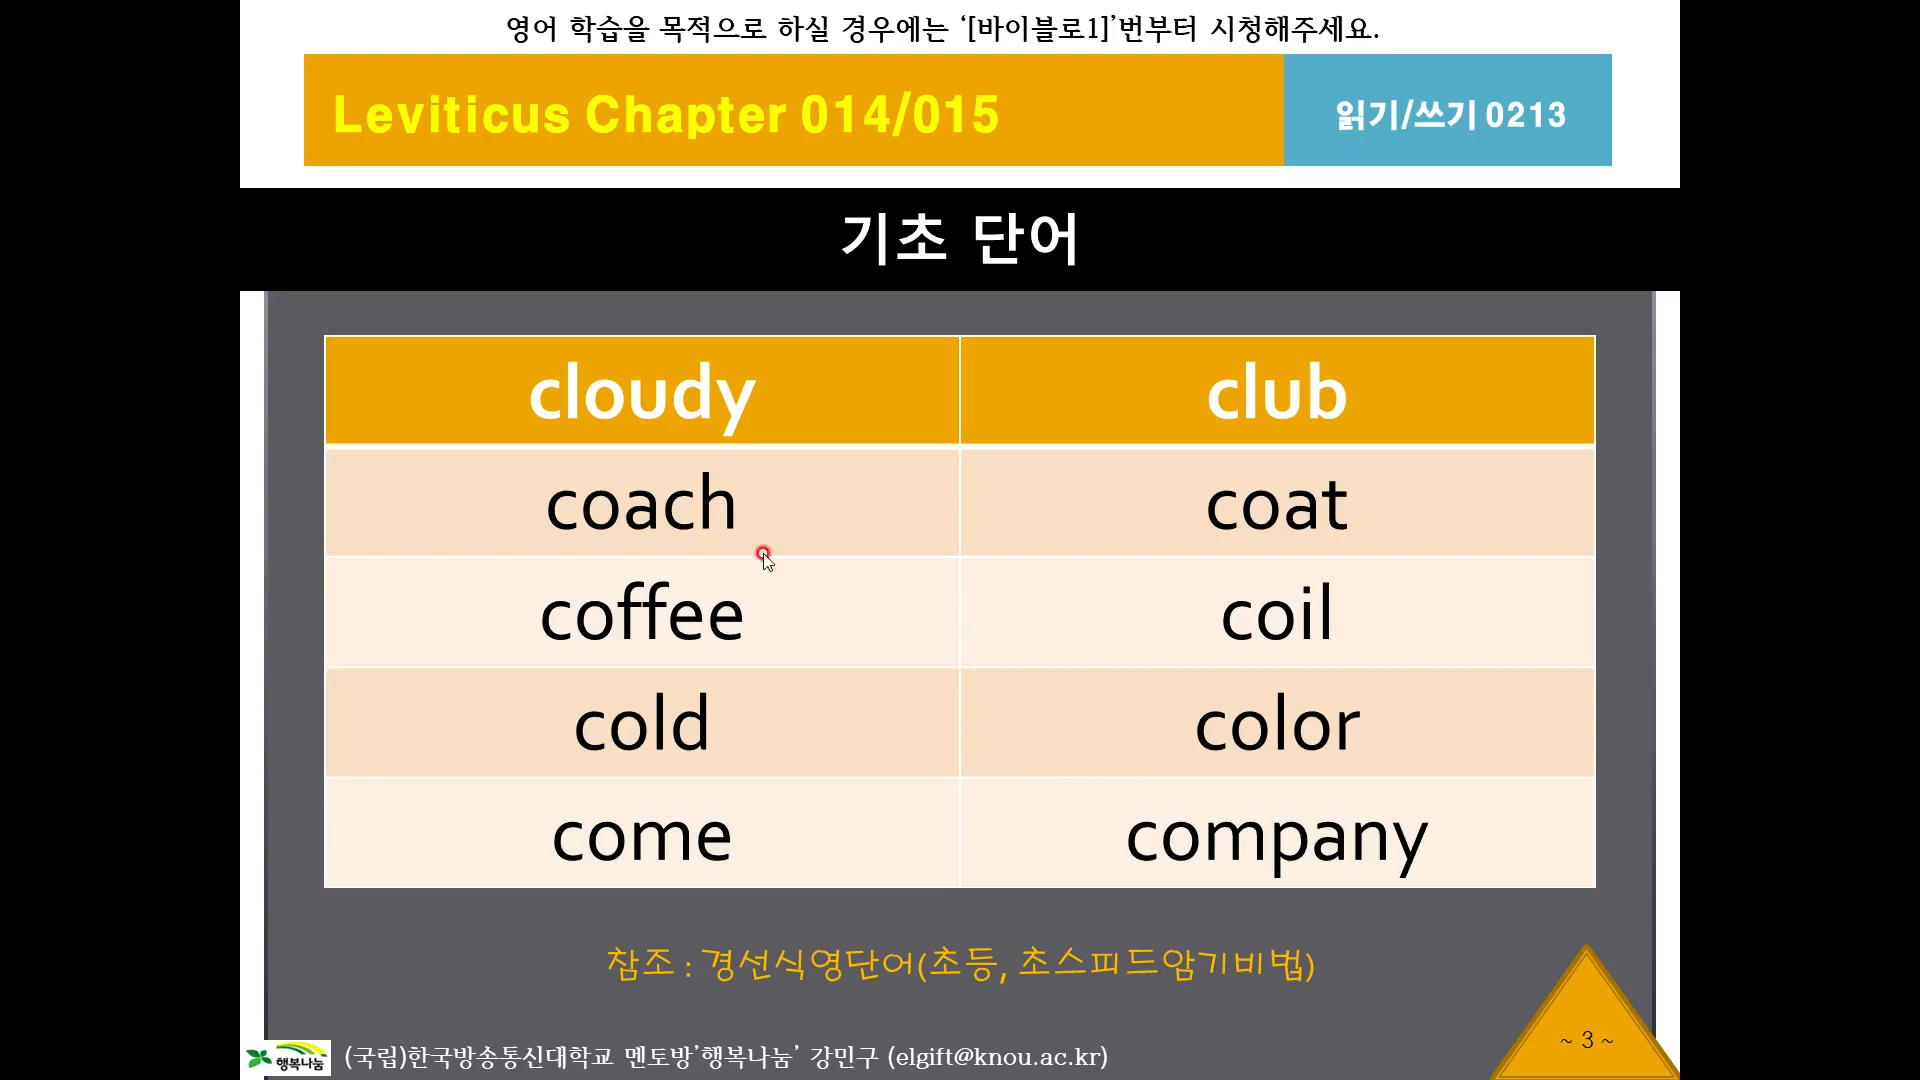 영어 학습을 목적으로 하실 경우에는 ‘[바이블로1]’번부터 시청해주세요.
Leviticus Chapter 014/015
읽기/쓰기 0213
기초 단어
cloudy club
coach coat
coffee coil
cold color
come company
참조 : 경선식영단어(초등, 초스피드암기비법)
~ 3 ~
행복나눔 (국립)한국방송통신대학교 멘토방’행복나눔’ 강민구 (elgift@knou.ac.kr)